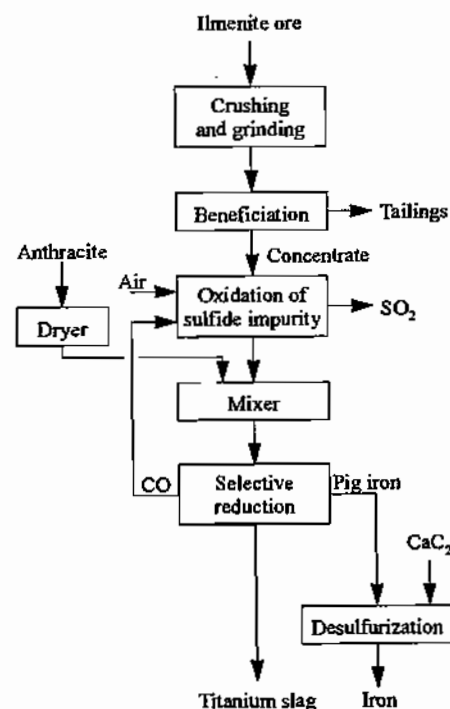 Ilmenite ore
Crushing
and grinding
Beneficiation
Tailings
Concentrate
Anthracite
Air
Oxidation of
sulfide impurity
SO₂
Dryer
Mixer
CO
Selective
reduction
Pig iron
CaC₂
Desulfurization
Titanium slag
Iron